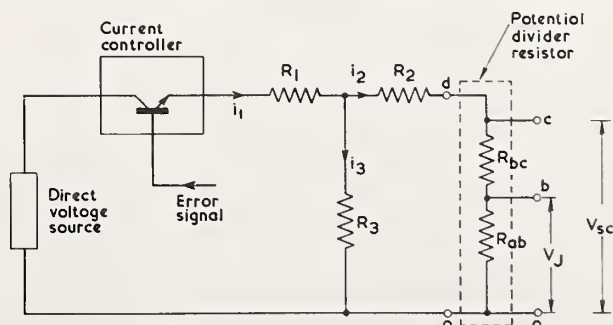 Current
controller
Potential
divider
resistor
R1
i2
R2
d
c
i1
i3
Rbc
b
Error
signal
Direct
voltage
source
R3
Rab
VJ
Vsc